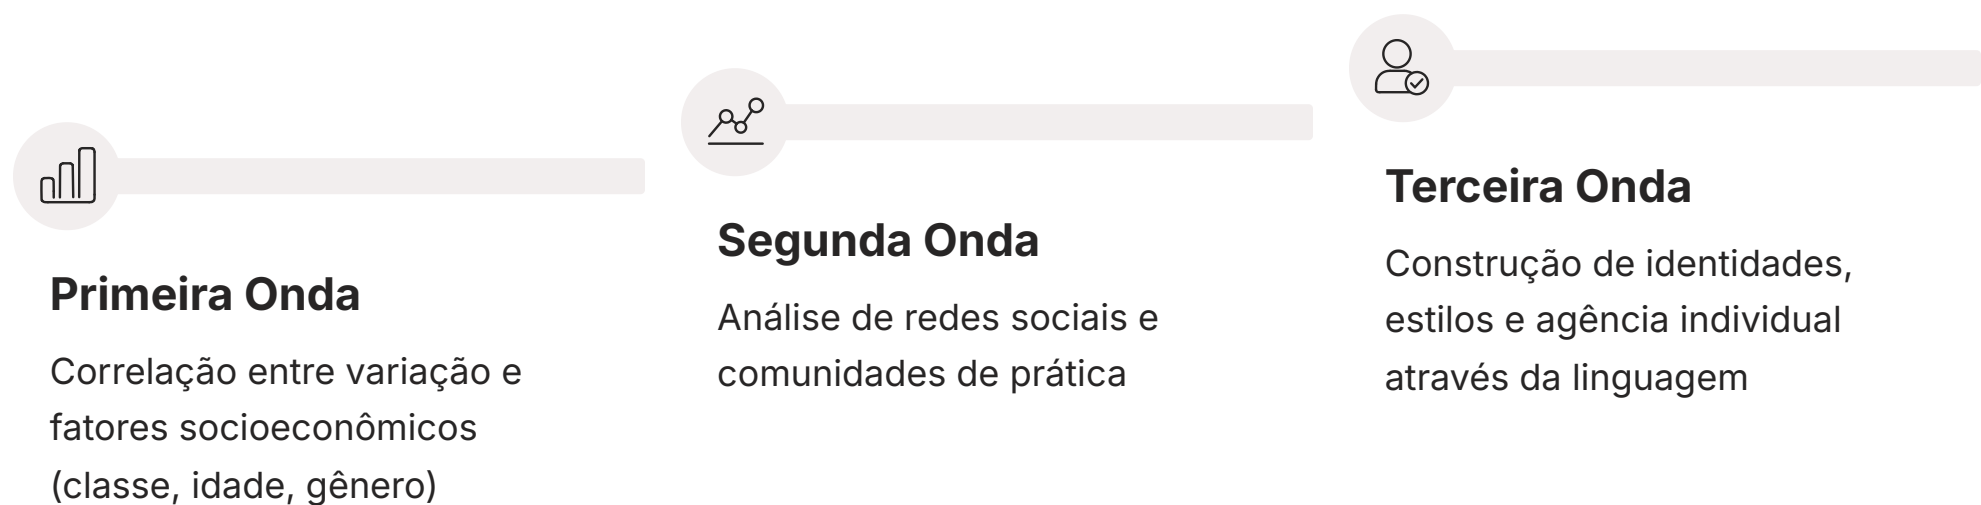 Primeira Onda
Correlação entre variação e
fatores socioeconômicos
(classe, idade, gênero)
Segunda Onda
Análise de redes sociais e
comunidades de prática
Terceira Onda
Construção de identidades,
estilos e agência individual
através da linguagem